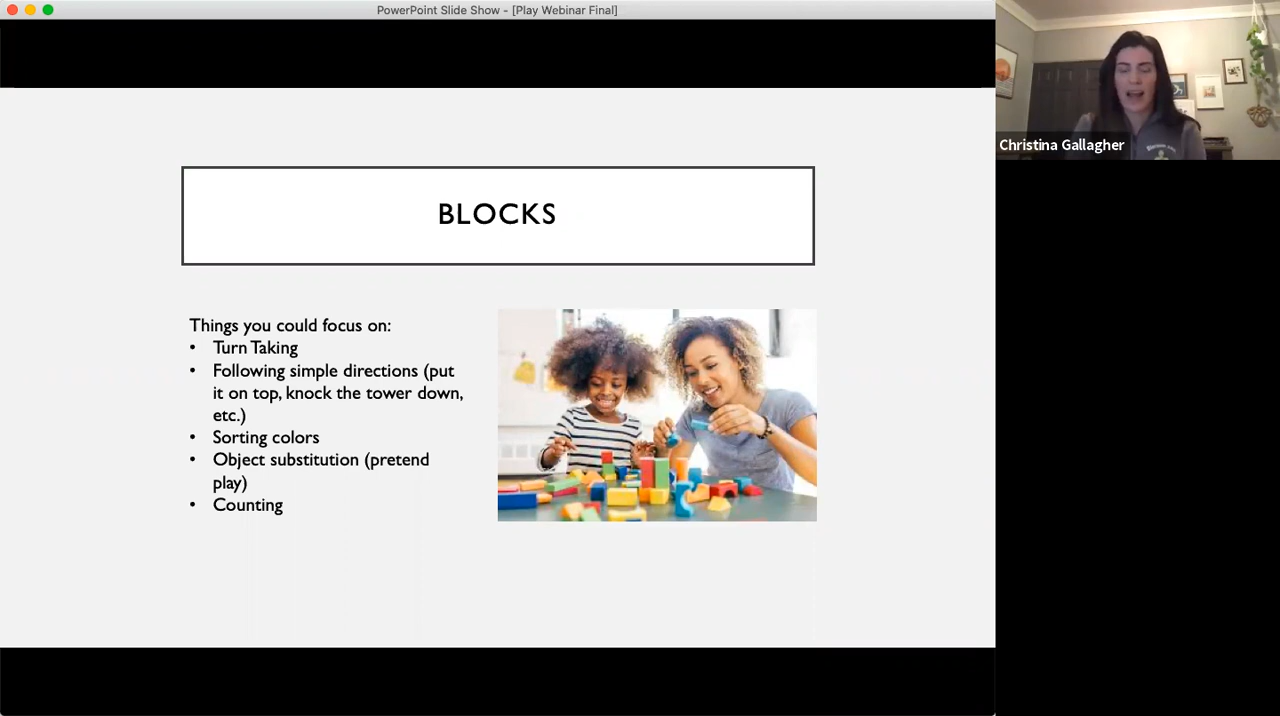 PowerPoint Slide Show - [Play Webinar Final]
Christina Gallagher
BLOCKS
Things you could focus on:
• Turn Taking
• Following simple directions (put
it on top, knock the tower down,
etc.)
• Sorting colors
• Object substitution (pretend
play)
• Counting